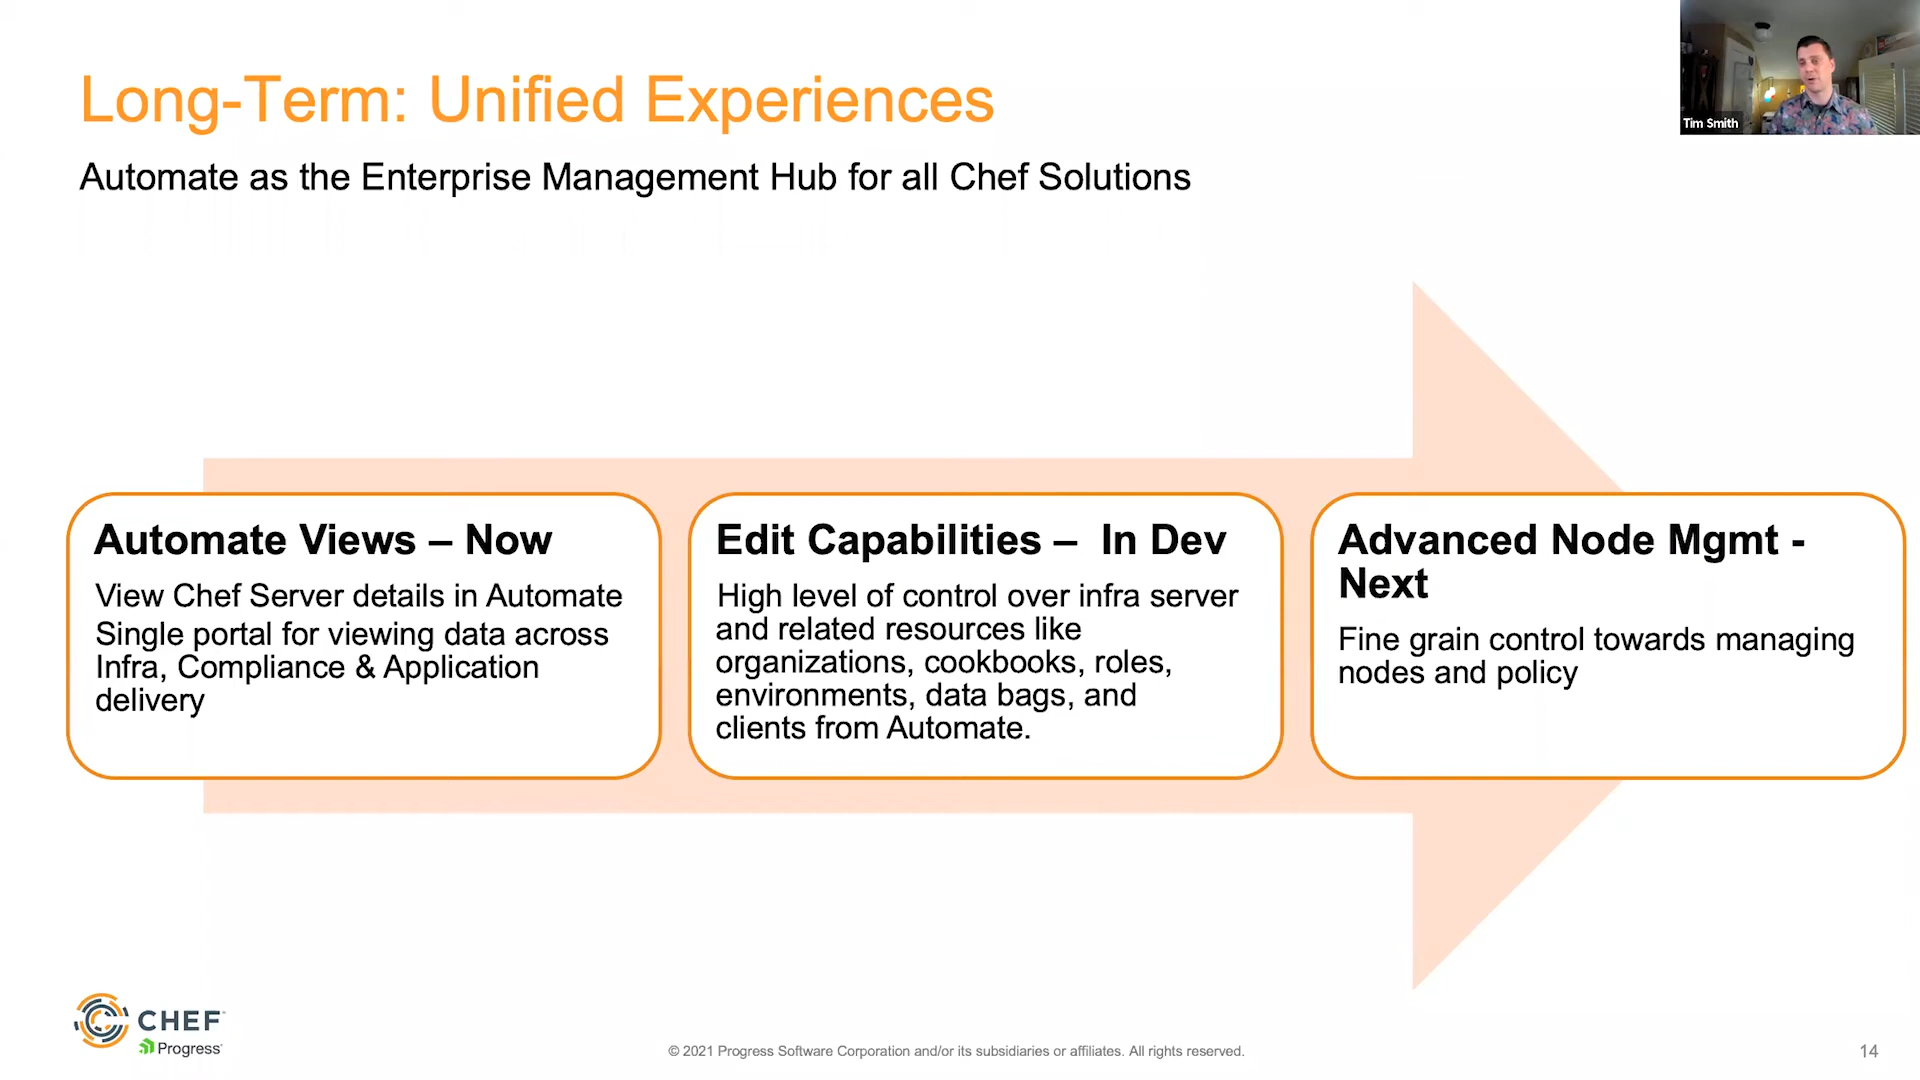 Long-Term: Unified Experiences
Tim Smith
Automate as the Enterprise Management Hub for all Chef Solutions
Automate Views – Now
View Chef Server details in Automate
Single portal for viewing data across
Infra, Compliance & Application
delivery
Edit Capabilities – In Dev
High level of control over infra server
and related resources like
organizations, cookbooks, roles,
environments, data bags, and
clients from Automate.
Advanced Node Mgmt -
Next
Fine grain control towards managing
nodes and policy
CHEF
Progress
© 2021 Progress Software Corporation and/or its subsidiaries or affiliates. All rights reserved.
14